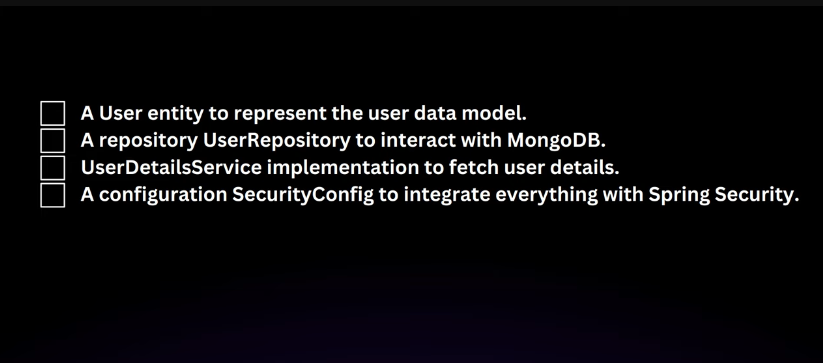 A User entity to represent the user data model.
A repository UserRepository to interact with MongoDB.
UserDetailsService implementation to fetch user details.
A configuration SecurityConfig to integrate everything with Spring Security.